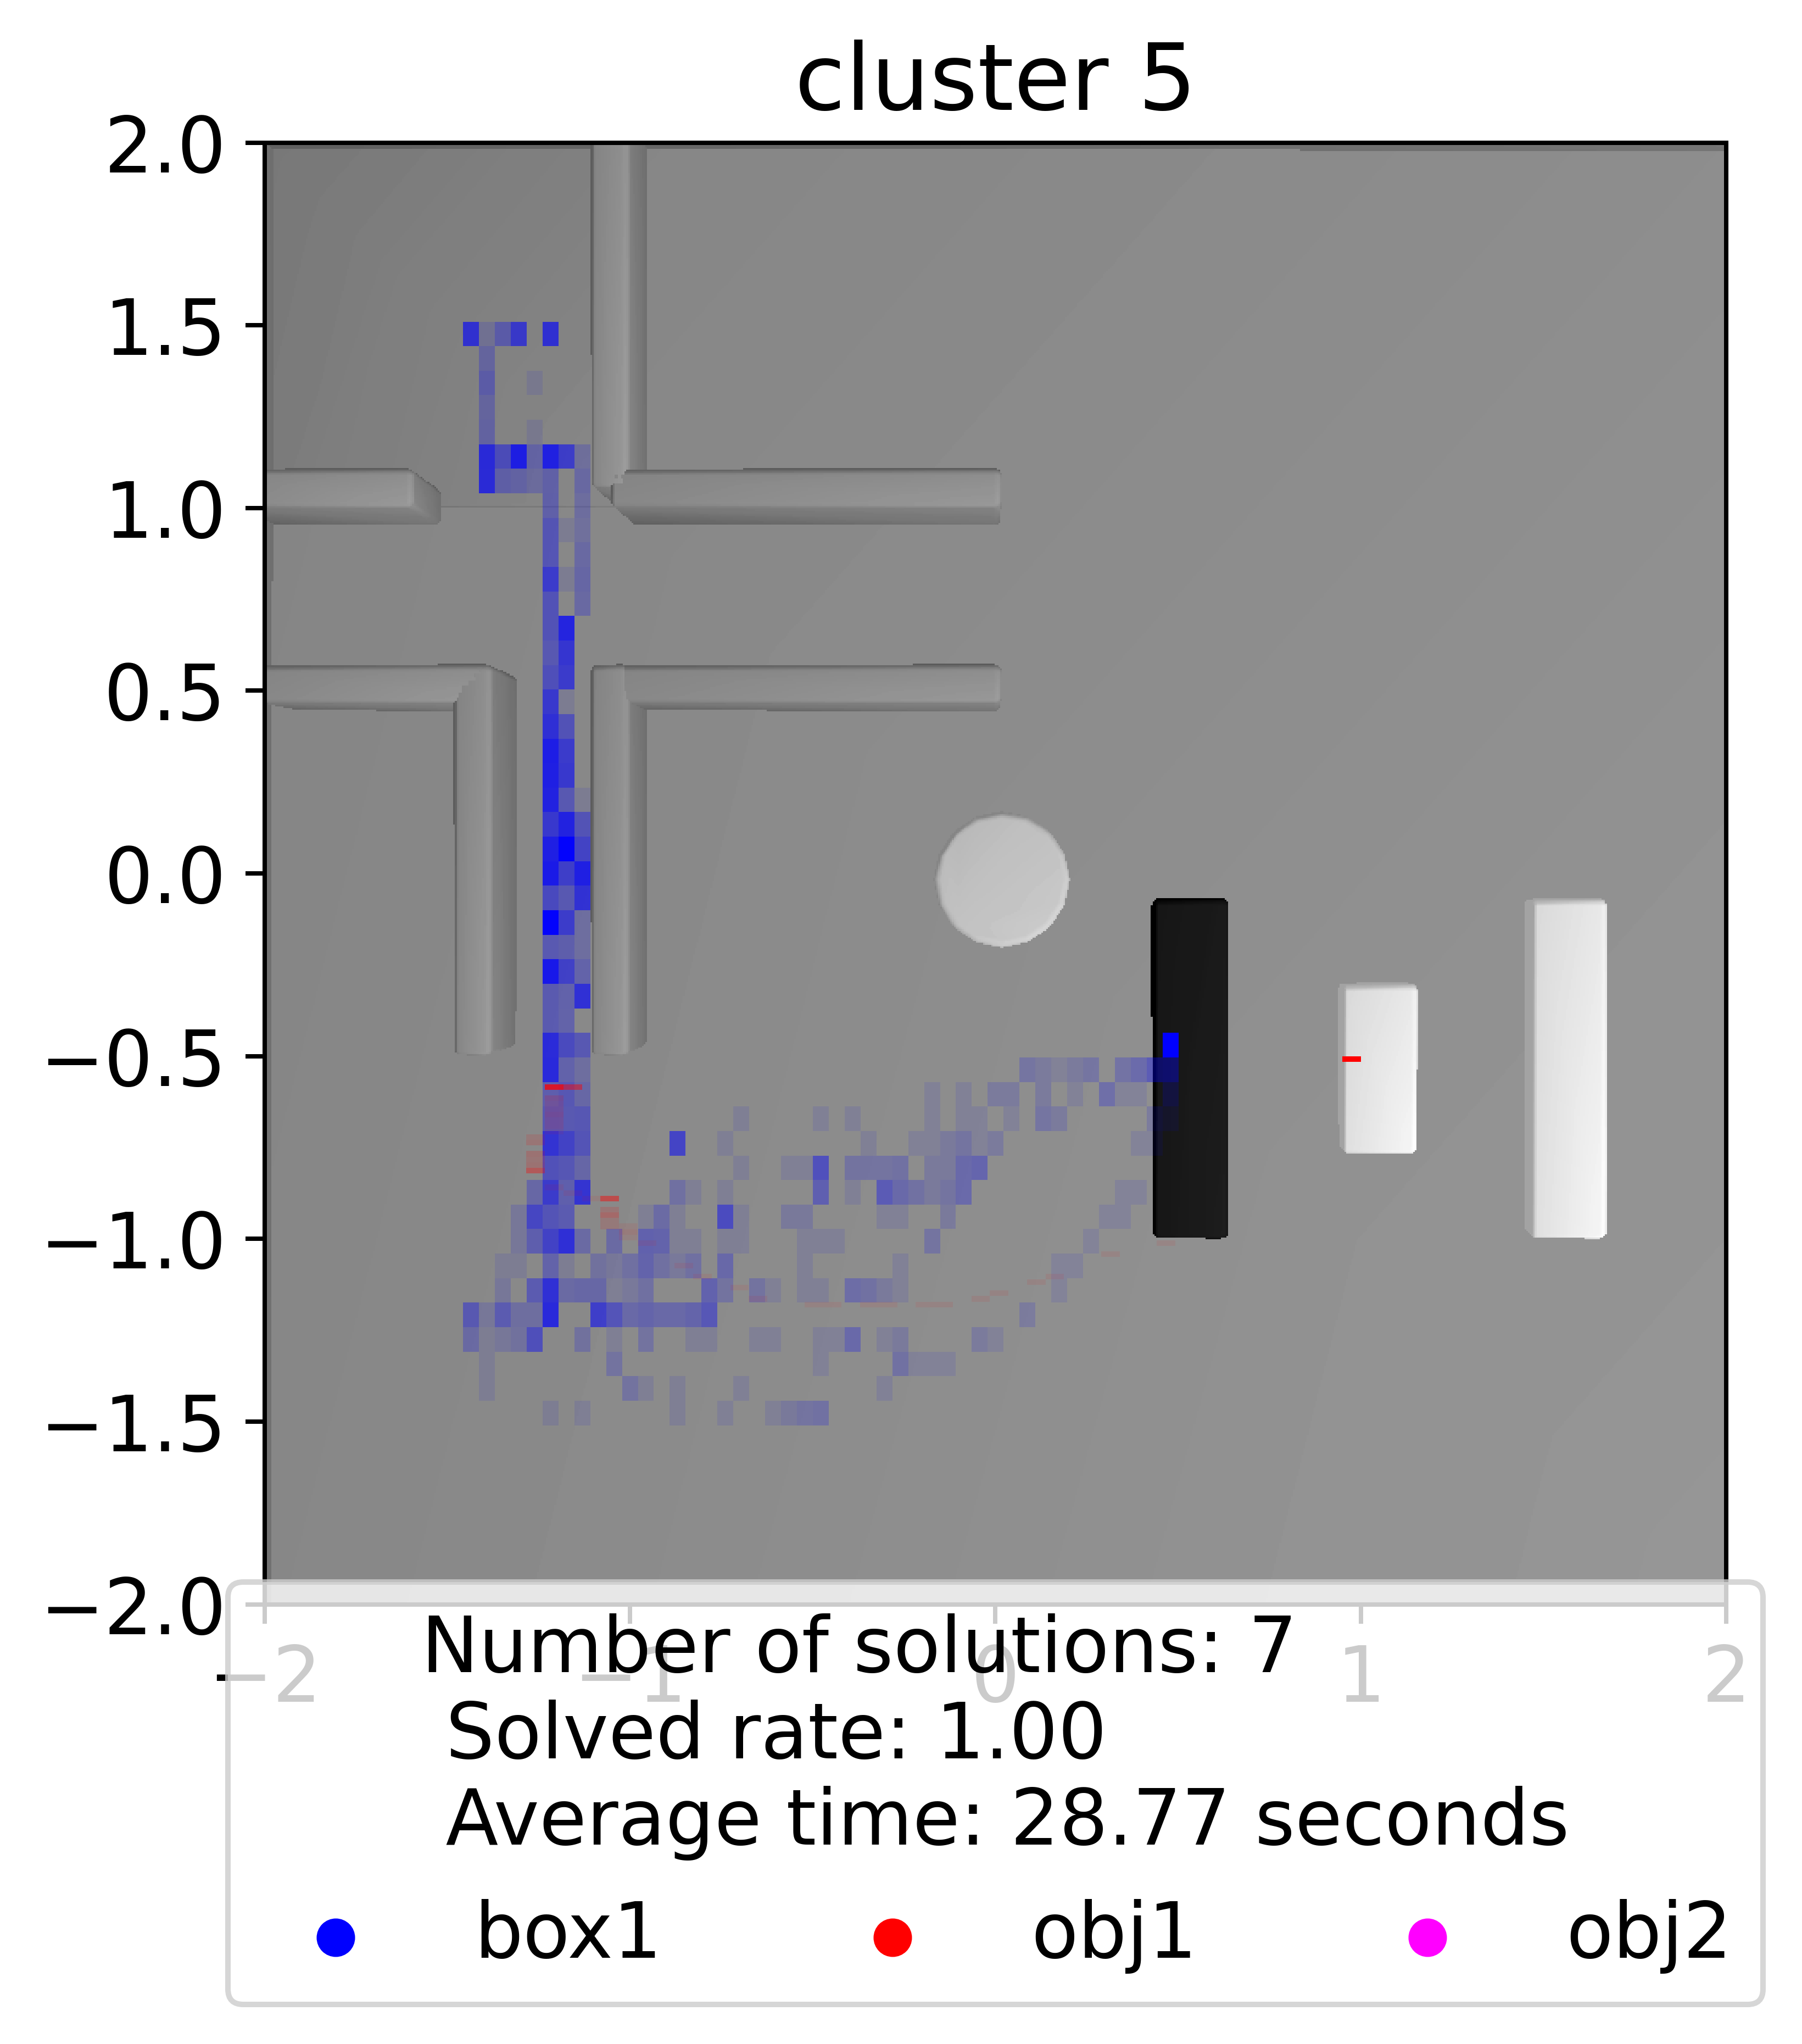 cluster 5
2.0
1.5
1.0
0.5
0.0
−0.5
−1.0
−1.5
−2.0
−2 −1 0 1 2
Number of solutions: 7
Solved rate: 1.00
Average time: 28.77 seconds
box1 obj1 obj2